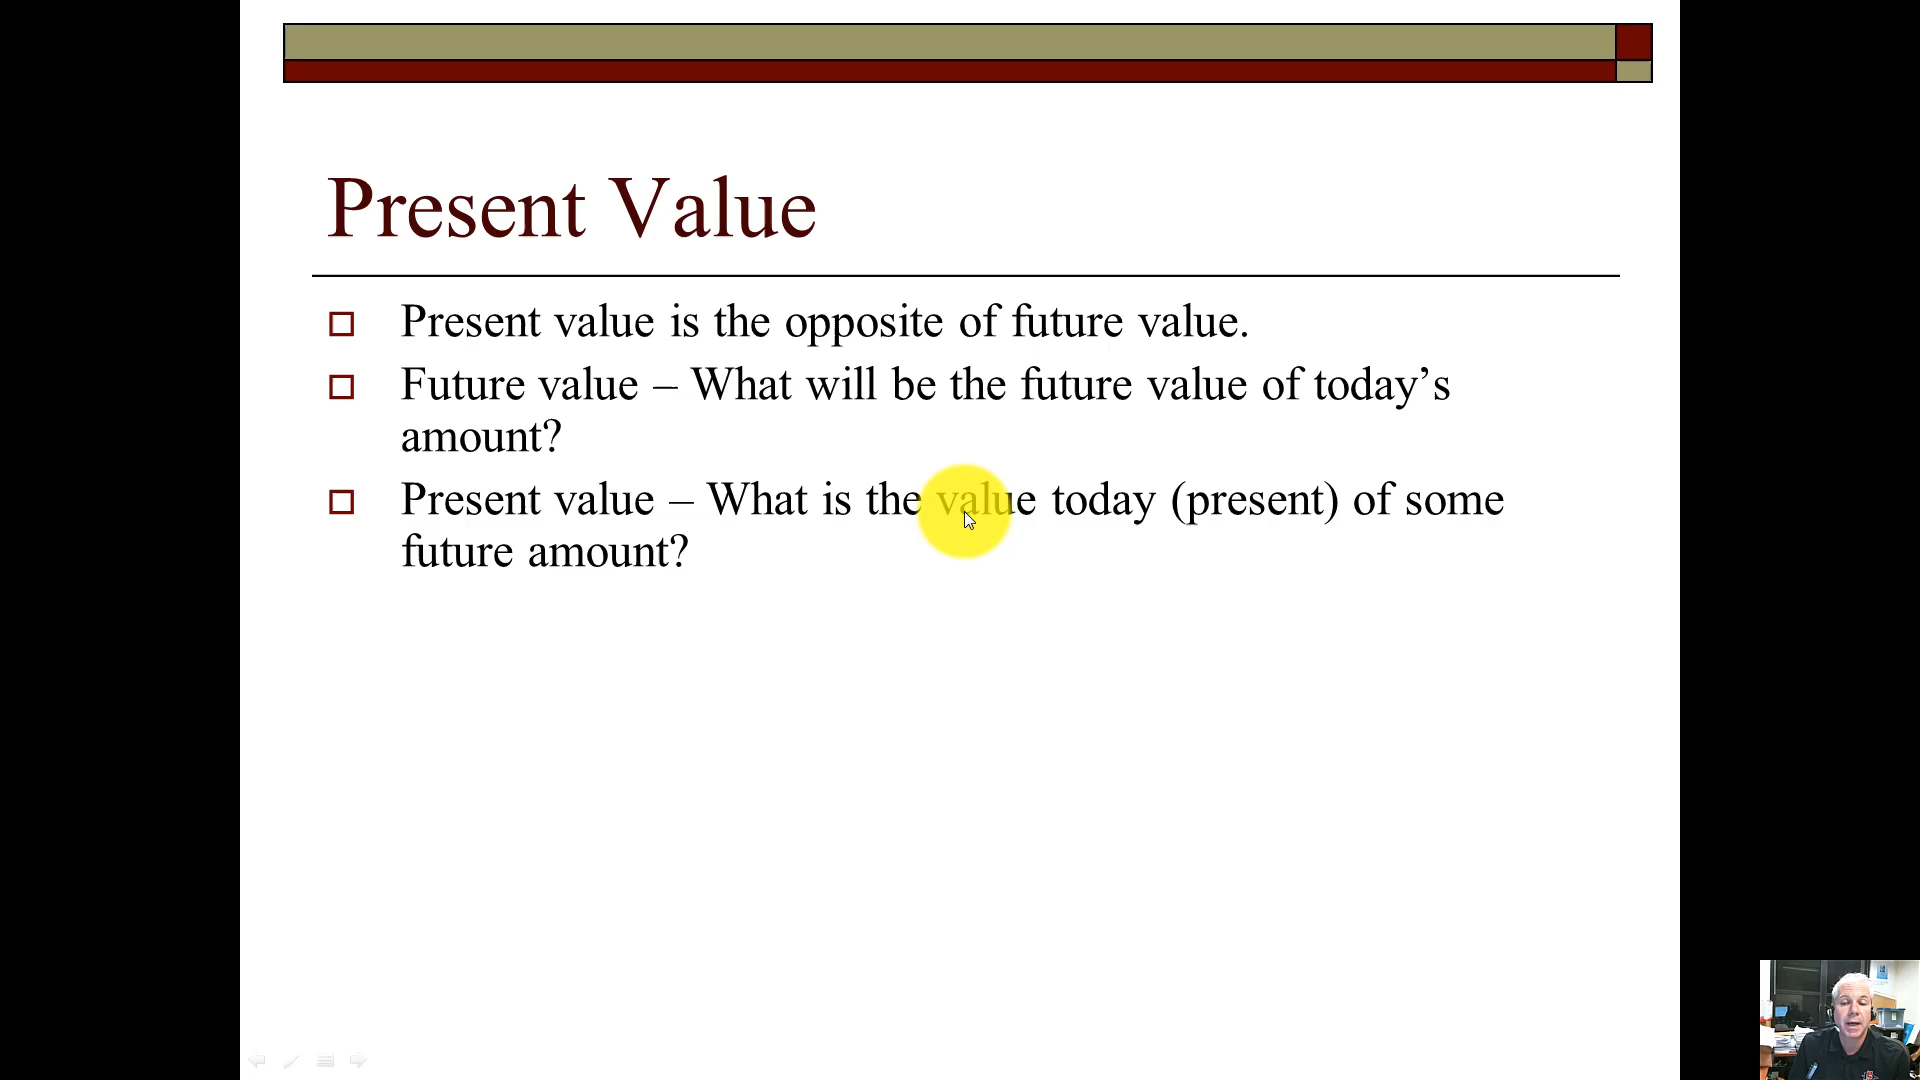 Present Value
Present value is the opposite of future value.
Future value – What will be the future value of today’s
amount?
Present value – What is the value today (present) of some
future amount?